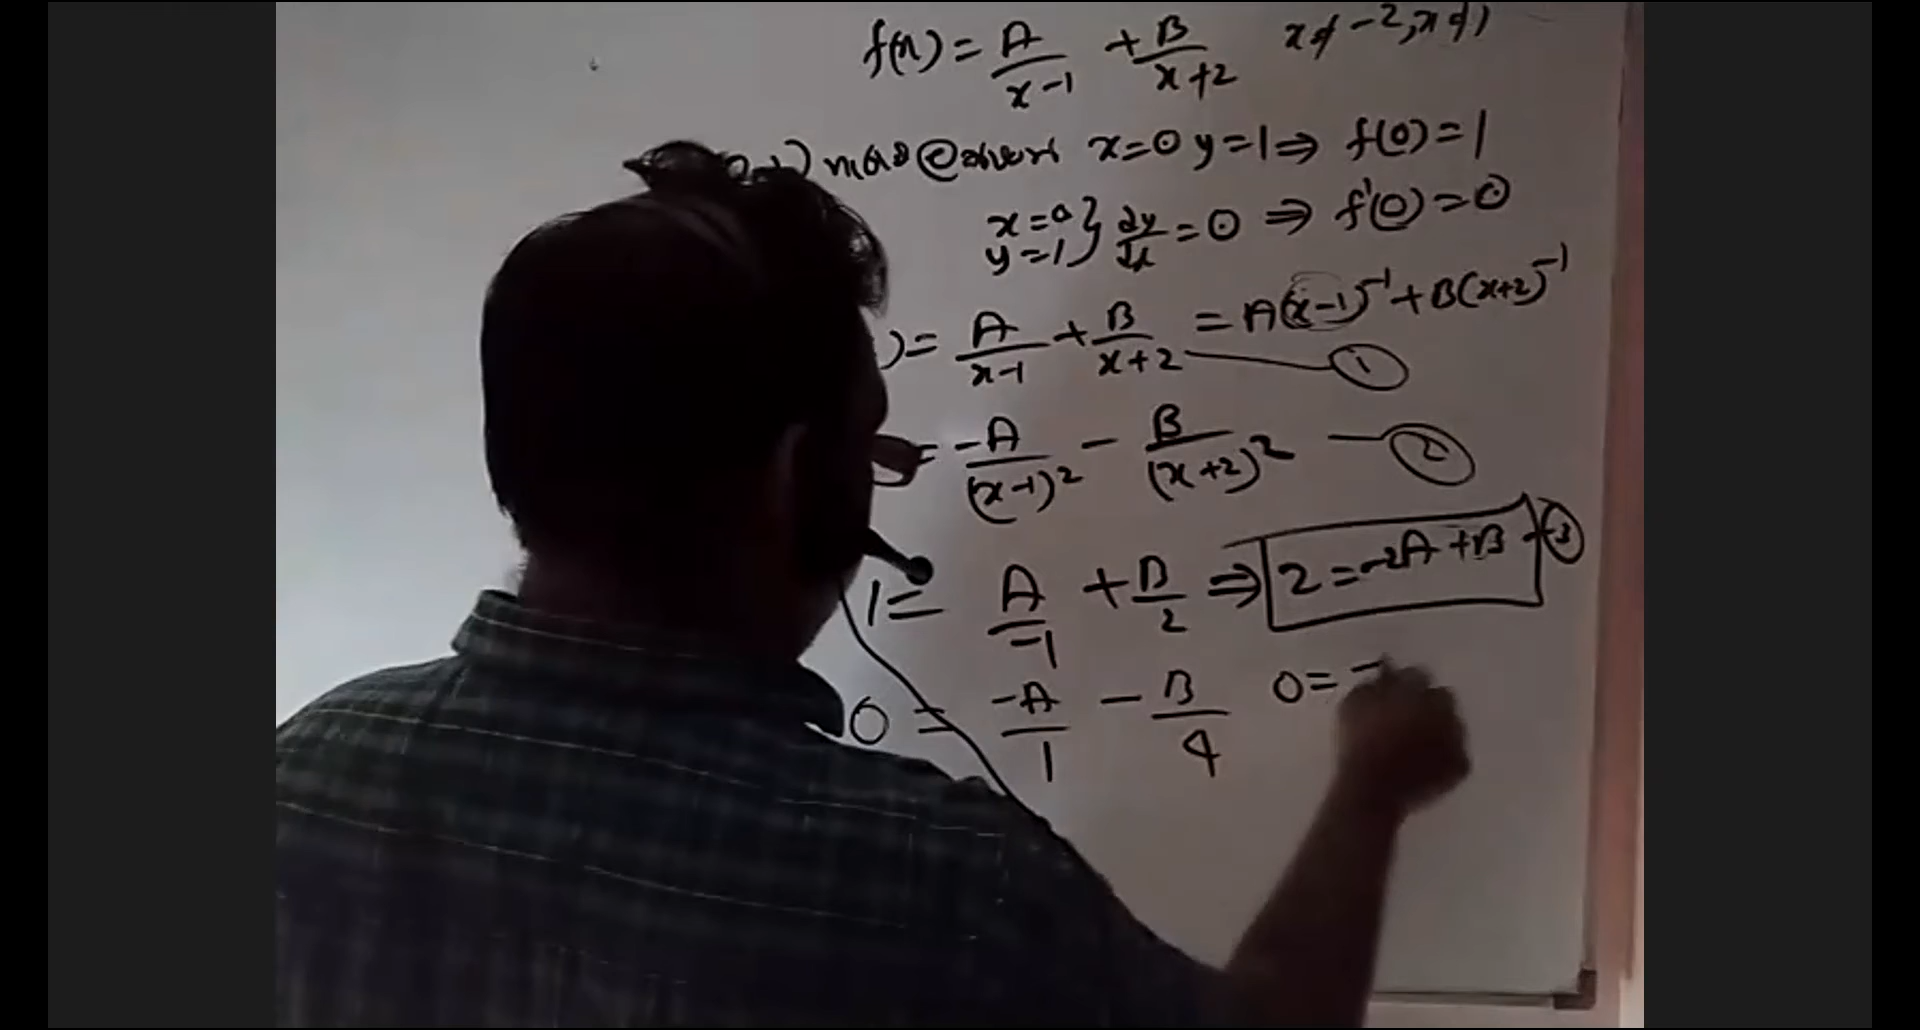 f(x) = A/(x-1) + B/(x+2) x≠-2, x≠1
x=0 y=1 ⇒ f(0)=1
x=0 y=1 } dy/dx = 0 ⇒ f'(0)=0
)= A/(x-1) + B/(x+2) = A(x-1)^-1 + B(x+2)^-1 — ①
= -A/(x-1)^2 - B/(x+2)^2 — ②
1 = A/-1 + B/2 ⇒ 2=-2A+B — ③
0 = -A/1 - B/4 0=-